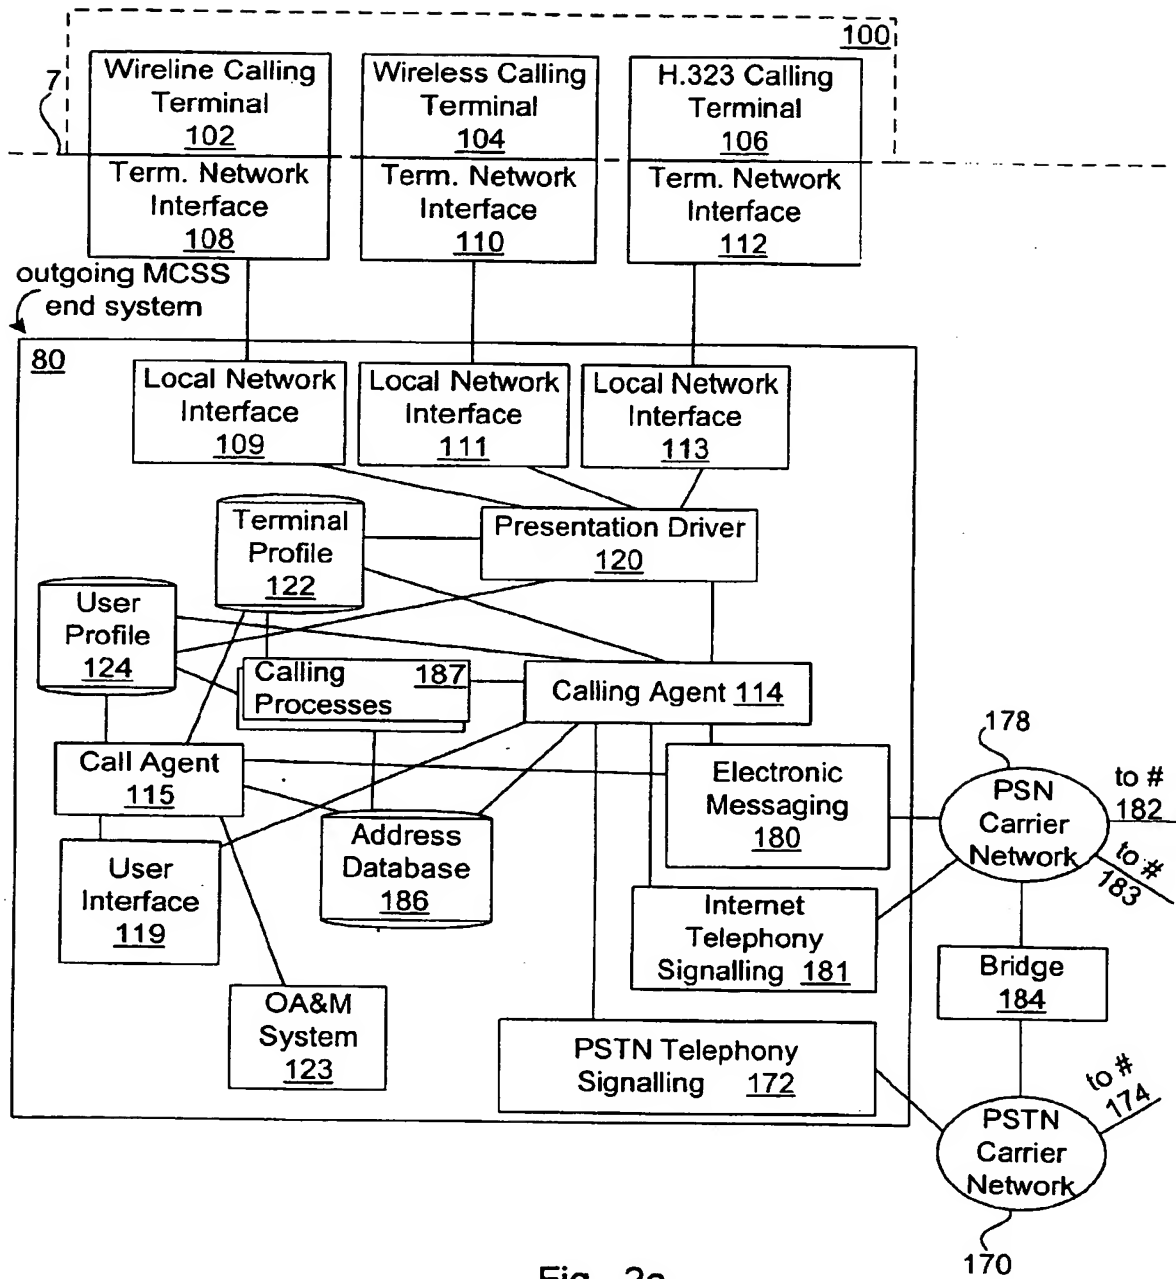 100
7
Wireline Calling
Terminal
102
Wireless Calling
Terminal
104
H.323 Calling
Terminal
106
Term. Network
Interface
108
Term. Network
Interface
110
Term. Network
Interface
112
outgoing MCSS
end system
80
Local Network
Interface
109
Local Network
Interface
111
Local Network
Interface
113
Terminal
Profile
122
Presentation Driver
120
User
Profile
124
Calling
Processes
187
Calling Agent 114
Call Agent
115
Electronic
Messaging
180
178
PSN
Carrier
Network
to #
182
to #
183
User
Interface
119
Address
Database
186
Internet
Telephony
Signalling 181
Bridge
184
OA&M
System
123
PSTN Telephony
Signalling 172
to #
174
PSTN
Carrier
Network
170